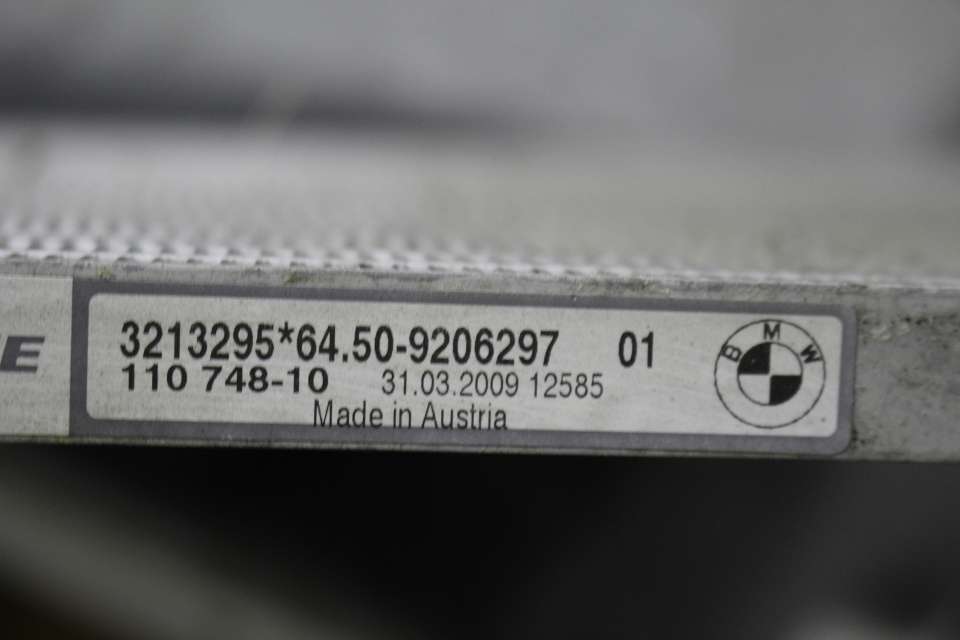 3213295*64.50-9206297 01
110 748-10 31.03.2009 12585
Made in Austria
BMW
E